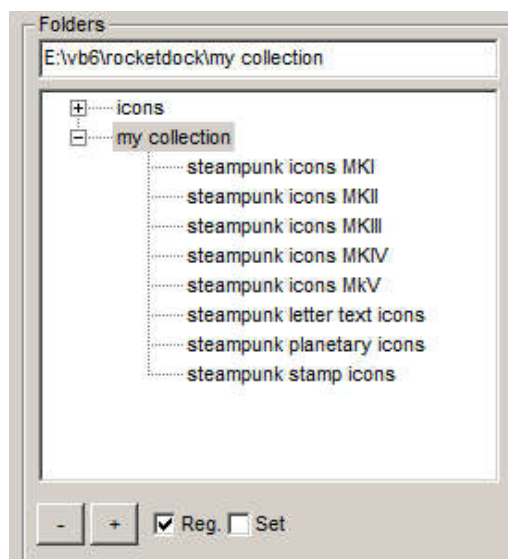 Folders
E:\vb6\rocketdock\my collection
icons
my collection
steampunk icons MKI
steampunk icons MKII
steampunk icons MKIII
steampunk icons MKIV
steampunk icons MkV
steampunk letter text icons
steampunk planetary icons
steampunk stamp icons
- + Reg. Set